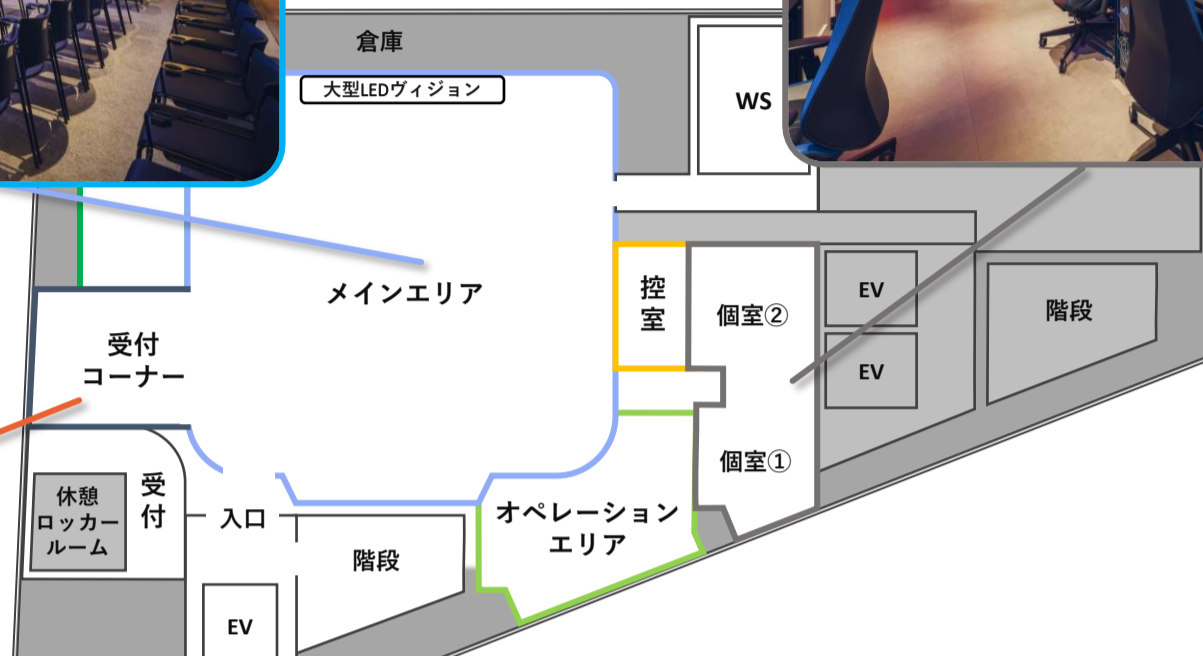 倉庫
大型LEDヴィジョン
WS
メインエリア
控
室
個室②
EV
階段
受付
コーナー
EV
個室①
受
付
休憩
ロッカー
ルーム
入口
オペレーション
エリア
階段
EV